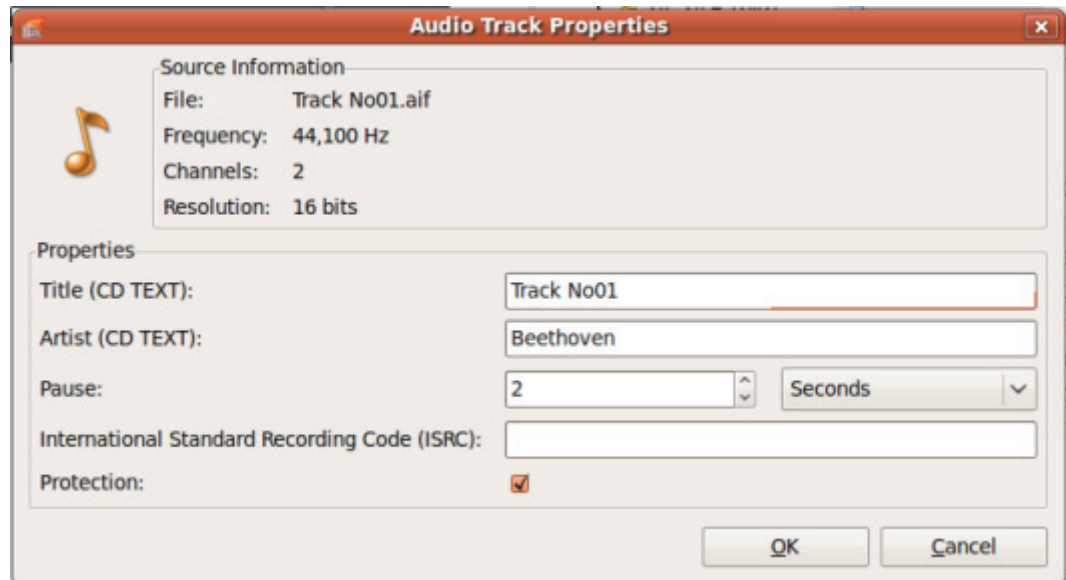 Audio Track Properties
Source Information
File: Track No01.aif
Frequency: 44,100 Hz
Channels: 2
Resolution: 16 bits
Properties
Title (CD TEXT): Track No01
Artist (CD TEXT): Beethoven
Pause: 2 Seconds
International Standard Recording Code (ISRC):
Protection:
OK Cancel